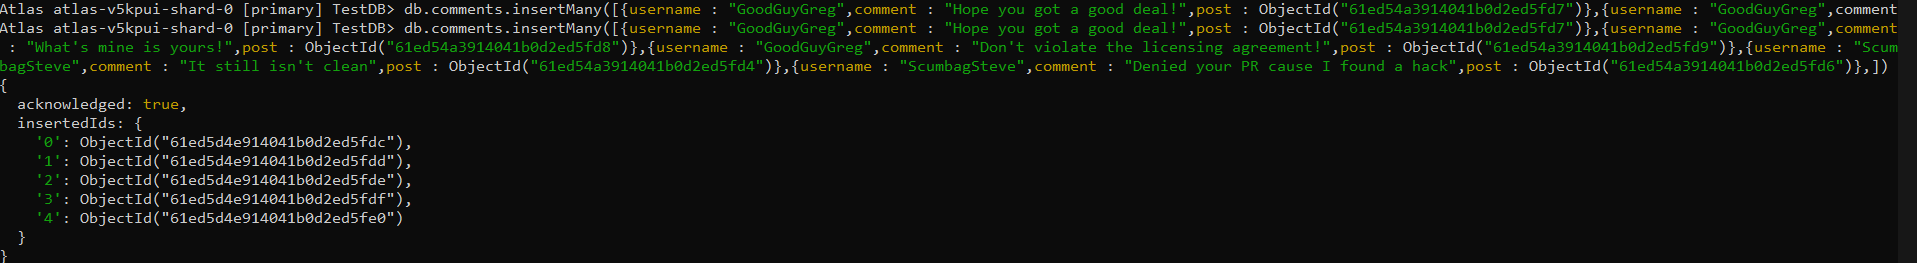 Atlas atlas-v5kpui-shard-0 [primary] TestDB> db.comments.insertMany([{username : "GoodGuyGreg",comment : "Hope you got a good deal!",post : ObjectId("61ed54a3914041b0d2ed5fd7")},{username : "GoodGuyGreg",comment
Atlas atlas-v5kpui-shard-0 [primary] TestDB> db.comments.insertMany([{username : "GoodGuyGreg",comment : "Hope you got a good deal!",post : ObjectId("61ed54a3914041b0d2ed5fd7")},{username : "GoodGuyGreg",comment
 : "What's mine is yours!",post : ObjectId("61ed54a3914041b0d2ed5fd8")},{username : "GoodGuyGreg",comment : "Don't violate the licensing agreement!",post : ObjectId("61ed54a3914041b0d2ed5fd9")},{username : "Scum
bagSteve",comment : "It still isn't clean",post : ObjectId("61ed54a3914041b0d2ed5fd4")},{username : "ScumbagSteve",comment : "Denied your PR cause I found a hack",post : ObjectId("61ed54a3914041b0d2ed5fd6")},])
{
  acknowledged: true,
  insertedIds: {
    '0': ObjectId("61ed5d4e914041b0d2ed5fdc"),
    '1': ObjectId("61ed5d4e914041b0d2ed5fdd"),
    '2': ObjectId("61ed5d4e914041b0d2ed5fde"),
    '3': ObjectId("61ed5d4e914041b0d2ed5fdf"),
    '4': ObjectId("61ed5d4e914041b0d2ed5fe0")
  }
}